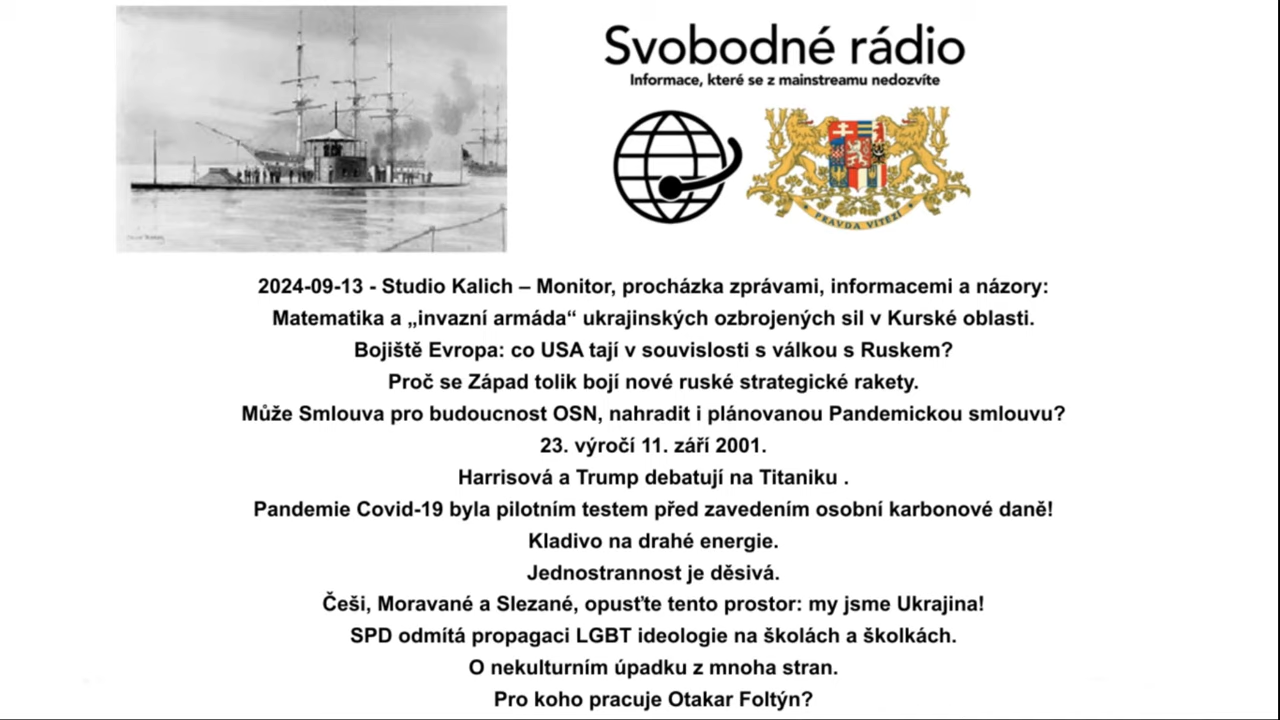 Svobodné rádio
Informace, které se z mainstreamu nedozvíte
PRAVDA VÍTĚZÍ
2024-09-13 - Studio Kalich – Monitor, procházka zprávami, informacemi a názory:
Matematika a „invazní armáda“ ukrajinských ozbrojených sil v Kurské oblasti.
Bojiště Evropa: co USA tají v souvislosti s válkou s Ruskem?
Proč se Západ tolik bojí nové ruské strategické rakety.
Může Smlouva pro budoucnost OSN, nahradit i plánovanou Pandemickou smlouvu?
23. výročí 11. září 2001.
Harrisová a Trump debatují na Titaniku .
Pandemie Covid-19 byla pilotním testem před zavedením osobní karbonové daně!
Kladivo na drahé energie.
Jednostrannost je děsivá.
Češi, Moravané a Slezané, opusťte tento prostor: my jsme Ukrajina!
SPD odmítá propagaci LGBT ideologie na školách a školkách.
O nekulturním úpadku z mnoha stran.
Pro koho pracuje Otakar Foltýn?